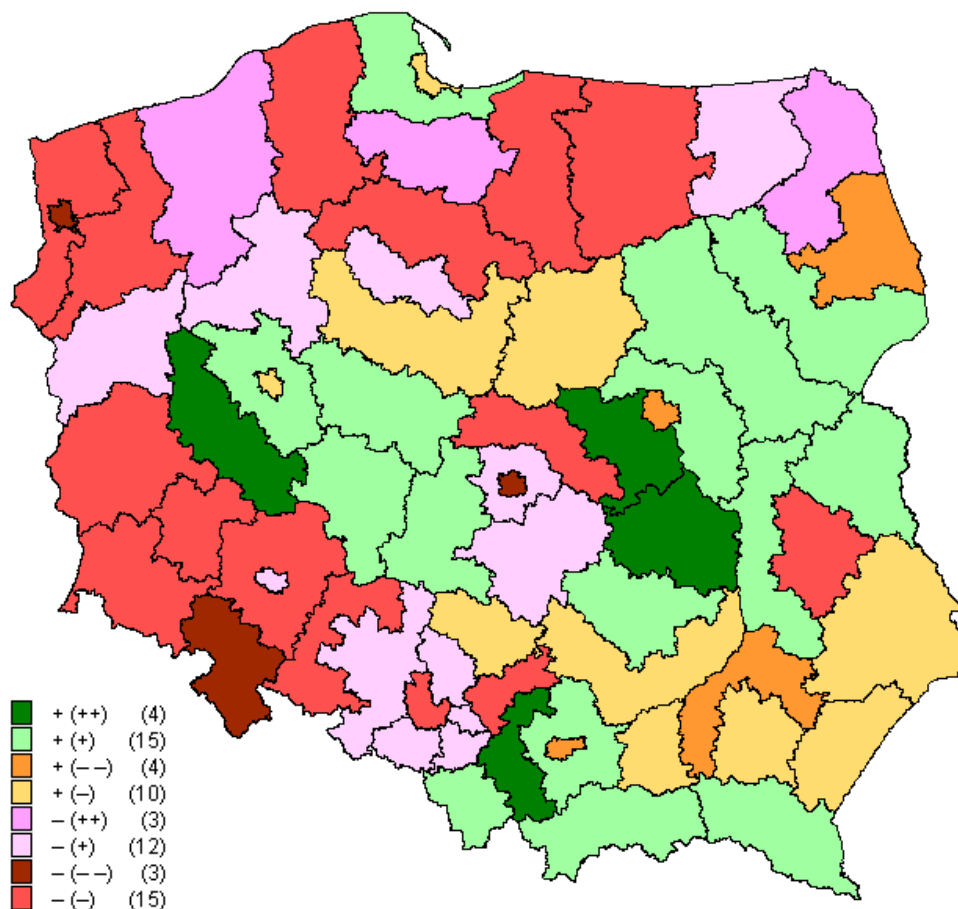 + (++) (4)
+ (+) (15)
+ (– –) (4)
+ (–) (10)
– (++) (3)
– (+) (12)
– (– –) (3)
– (–) (15)